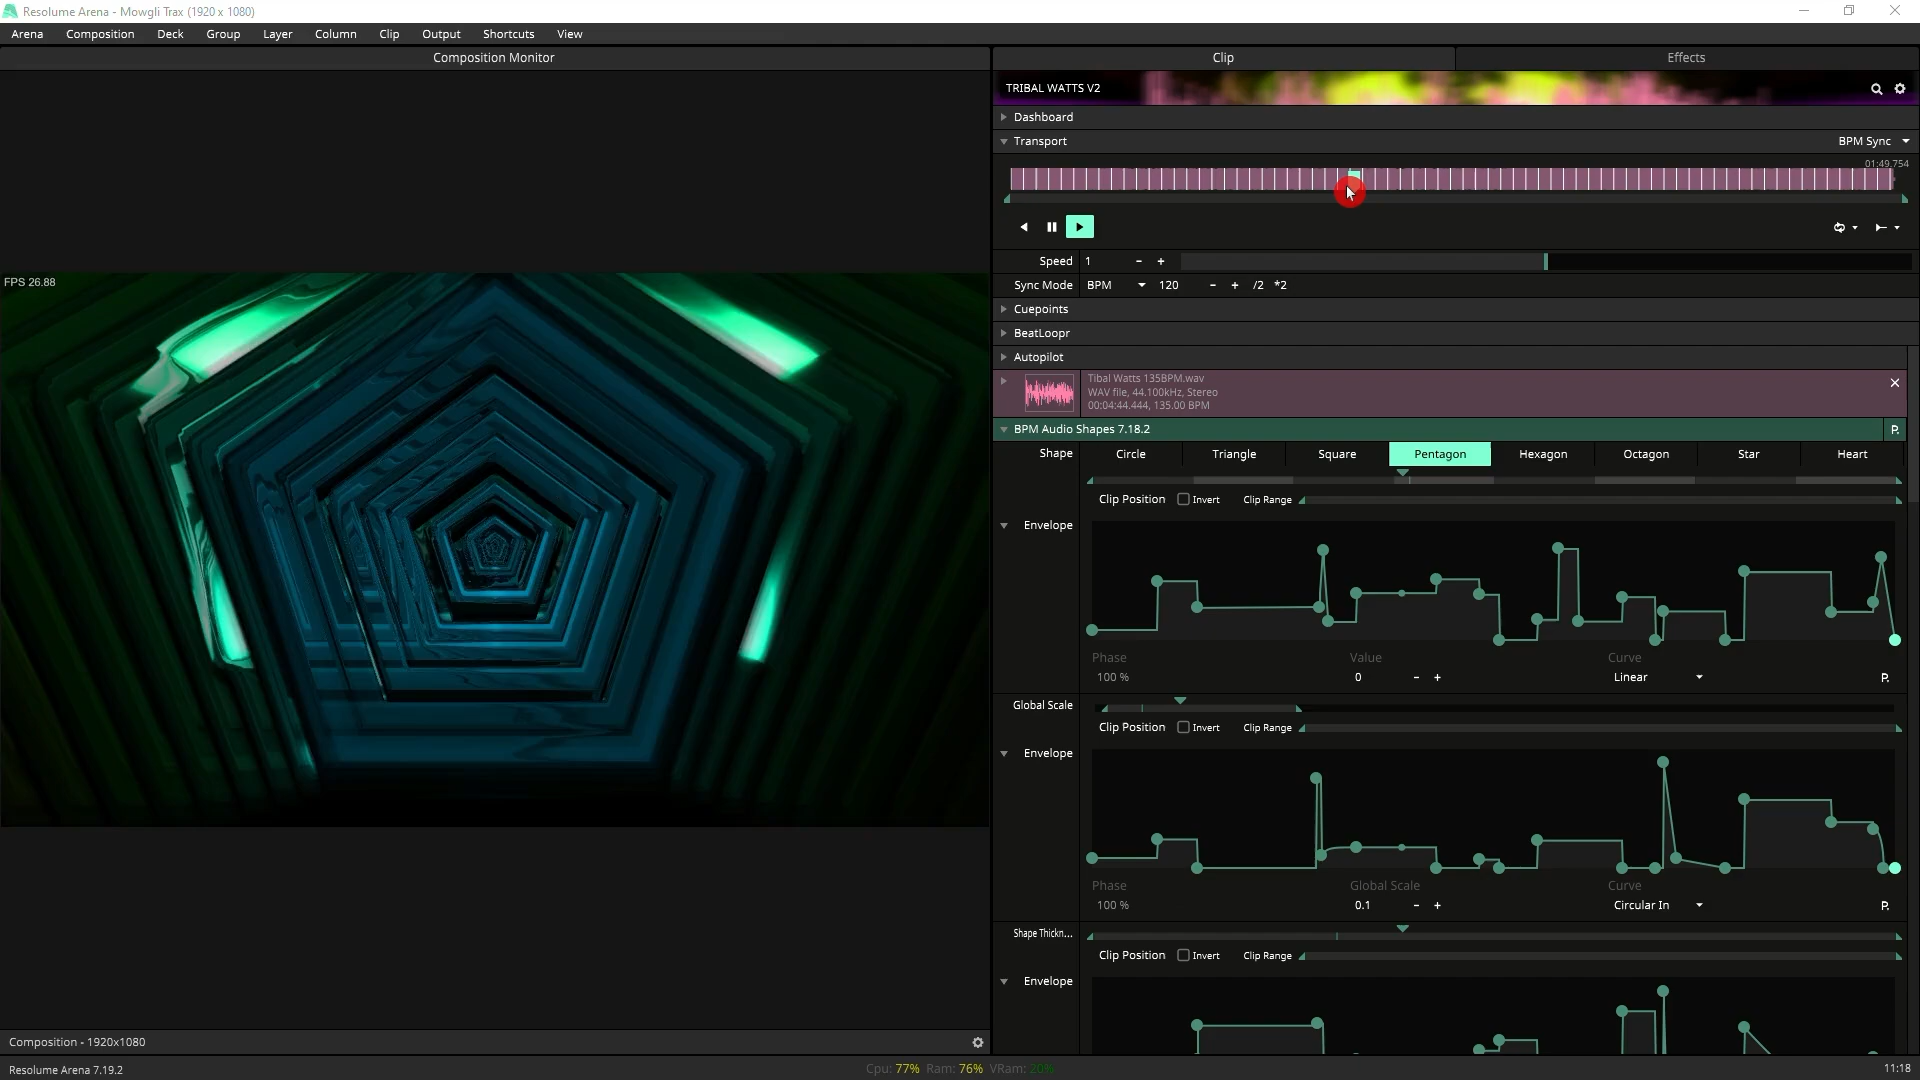 Resolume Arena - Mowgli Trax (1920 x 1080)
Arena Composition Deck Group Layer Column Clip Output Shortcuts View
Composition Monitor
Clip
Effects
TRIBAL WATTS V2
Dashboard
Transport
BPM Sync
01:49.754
Speed 1 - +
Sync Mode BPM 120 - + /2 *2
Cuepoints
BeatLoopr
Autopilot
Tibal Watts 135BPM.wav
WAV file, 44.100kHz, Stereo
00:04:44.444, 135.00 BPM
BPM Audio Shapes 7.18.2 P.
Shape Circle Triangle Square Pentagon Hexagon Octagon Star Heart
Clip Position Invert Clip Range
Envelope
Phase Value Curve
100 % 0 - + Linear P.
Global Scale
Clip Position Invert Clip Range
Envelope
Phase Global Scale Curve
100 % 0.1 - + Circular In P.
Shape Thickn...
Clip Position Invert Clip Range
Envelope
FPS 26.88
Composition - 1920x1080
Resolume Arena 7.19.2
Cpu: 77% Ram: 76% VRam: 20%
11:18